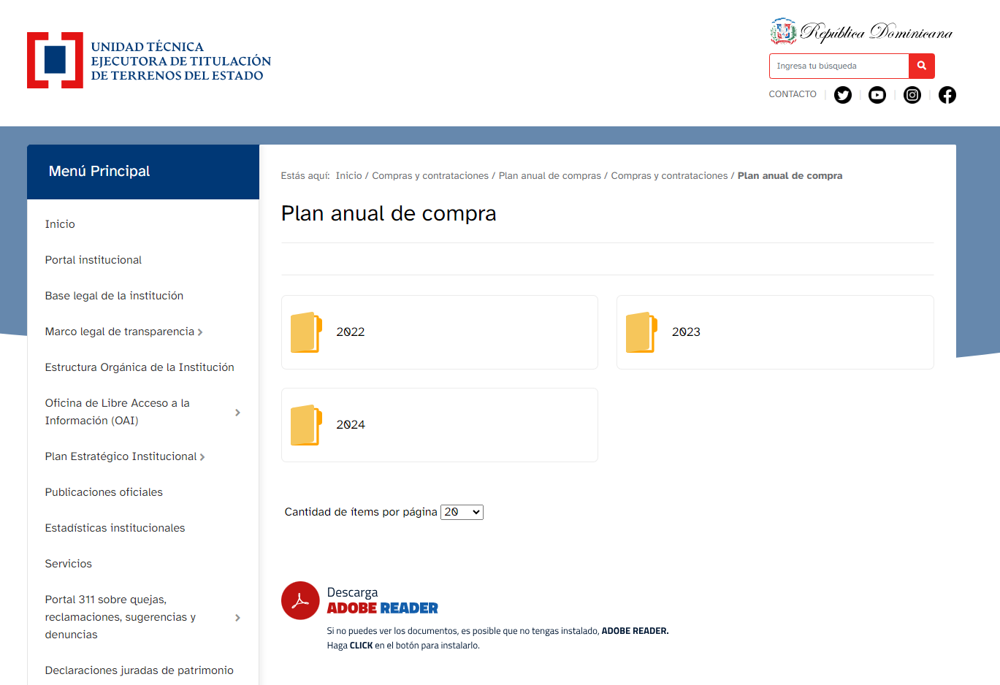 UNIDAD TÉCNICA
EJECUTORA DE TITULACIÓN
DE TERRENOS DEL ESTADO
República Dominicana
Ingresa tu búsqueda
CONTACTO
Menú Principal
Inicio
Portal institucional
Base legal de la institución
Marco legal de transparencia
Estructura Orgánica de la Institución
Oficina de Libre Acceso a la
Información (OAI)
Plan Estratégico Institucional
Publicaciones oficiales
Estadísticas institucionales
Servicios
Portal 311 sobre quejas,
reclamaciones, sugerencias y
denuncias
Declaraciones juradas de patrimonio
Estás aquí: Inicio / Compras y contrataciones / Plan anual de compras / Compras y contrataciones / Plan anual de compra
Plan anual de compra
2022
2023
2024
Cantidad de ítems por página 20
Descarga
ADOBE READER
Si no puedes ver los documentos, es posible que no tengas instalado, ADOBE READER.
Haga CLICK en el botón para instalarlo.